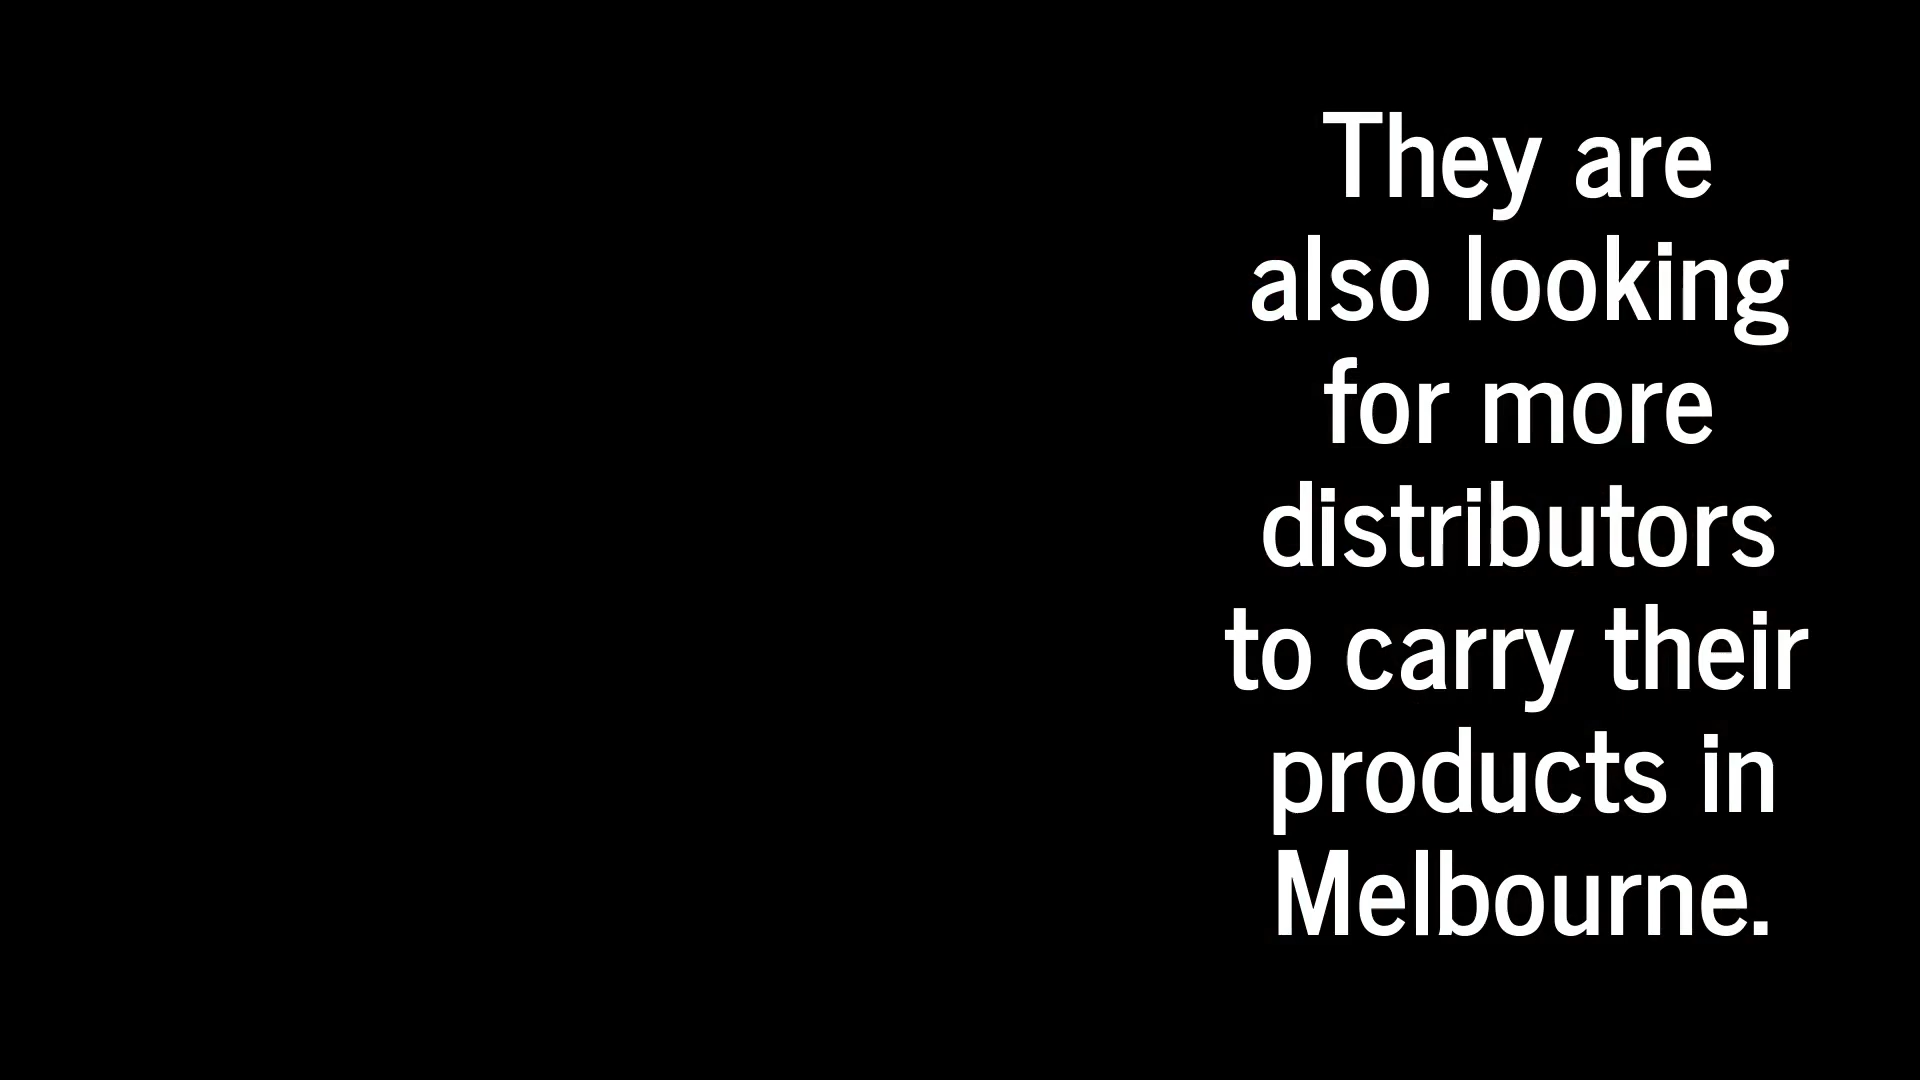 They are
also looking
for more
distributors
to carry their
products in
Melbourne.